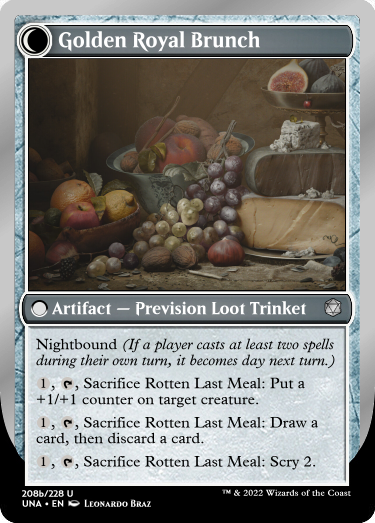 Golden Royal Brunch
Artifact — Prevision Loot Trinket
Nightbound (If a player casts at least two spells
during their own turn, it becomes day next turn.)
1, , Sacrifice Rotten Last Meal: Put a
+1/+1 counter on target creature.
1, , Sacrifice Rotten Last Meal: Draw a
card, then discard a card.
1, , Sacrifice Rotten Last Meal: Scry 2.
208b/228 U
UNA • EN Leonardo Braz
™ & 2022 Wizards of the Coast